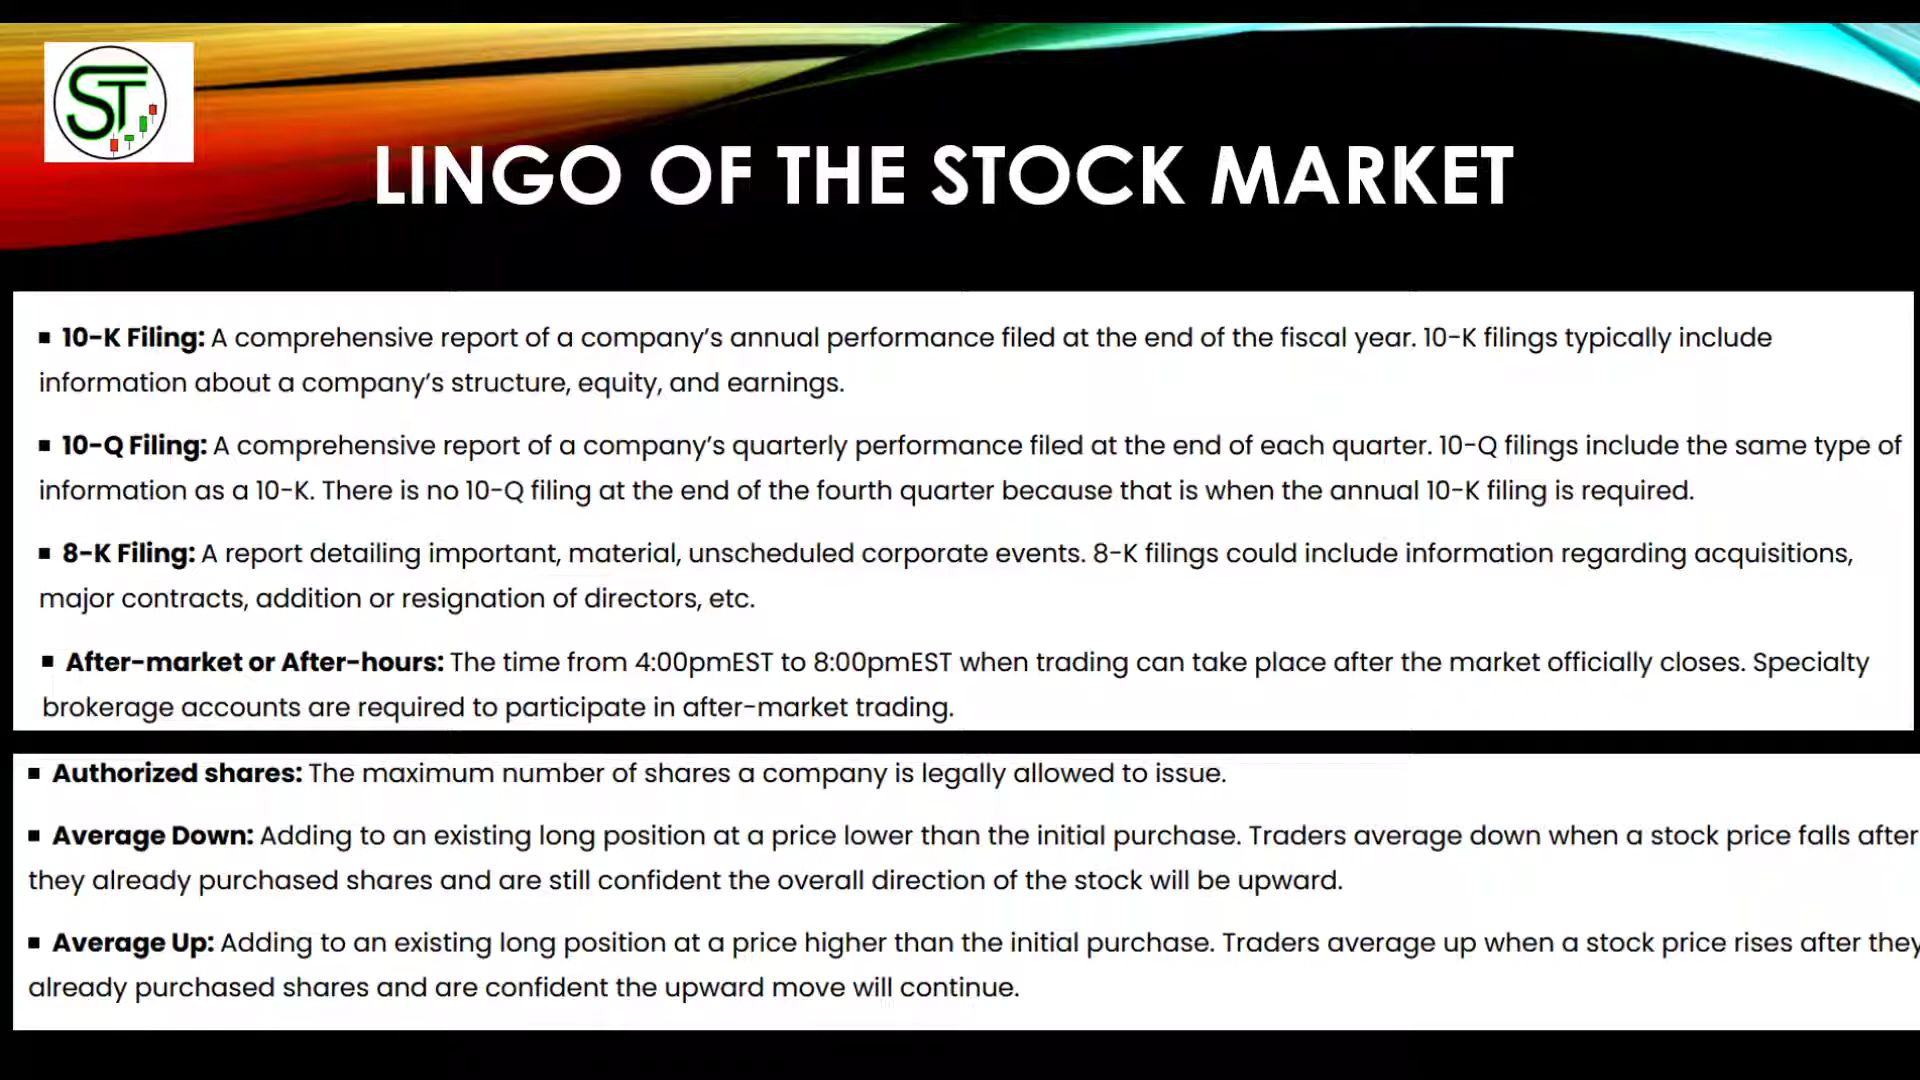 ST
LINGO OF THE STOCK MARKET
▪ 10-K Filing: A comprehensive report of a company's annual performance filed at the end of the fiscal year. 10-K filings typically include
information about a company's structure, equity, and earnings.
▪ 10-Q Filing: A comprehensive report of a company's quarterly performance filed at the end of each quarter. 10-Q filings include the same type of
information as a 10-K. There is no 10-Q filing at the end of the fourth quarter because that is when the annual 10-K filing is required.
▪ 8-K Filing: A report detailing important, material, unscheduled corporate events. 8-K filings could include information regarding acquisitions,
major contracts, addition or resignation of directors, etc.
▪ After-market or After-hours: The time from 4:00pmEST to 8:00pmEST when trading can take place after the market officially closes. Specialty
brokerage accounts are required to participate in after-market trading.
▪ Authorized shares: The maximum number of shares a company is legally allowed to issue.
▪ Average Down: Adding to an existing long position at a price lower than the initial purchase. Traders average down when a stock price falls after
they already purchased shares and are still confident the overall direction of the stock will be upward.
▪ Average Up: Adding to an existing long position at a price higher than the initial purchase. Traders average up when a stock price rises after they
already purchased shares and are confident the upward move will continue.